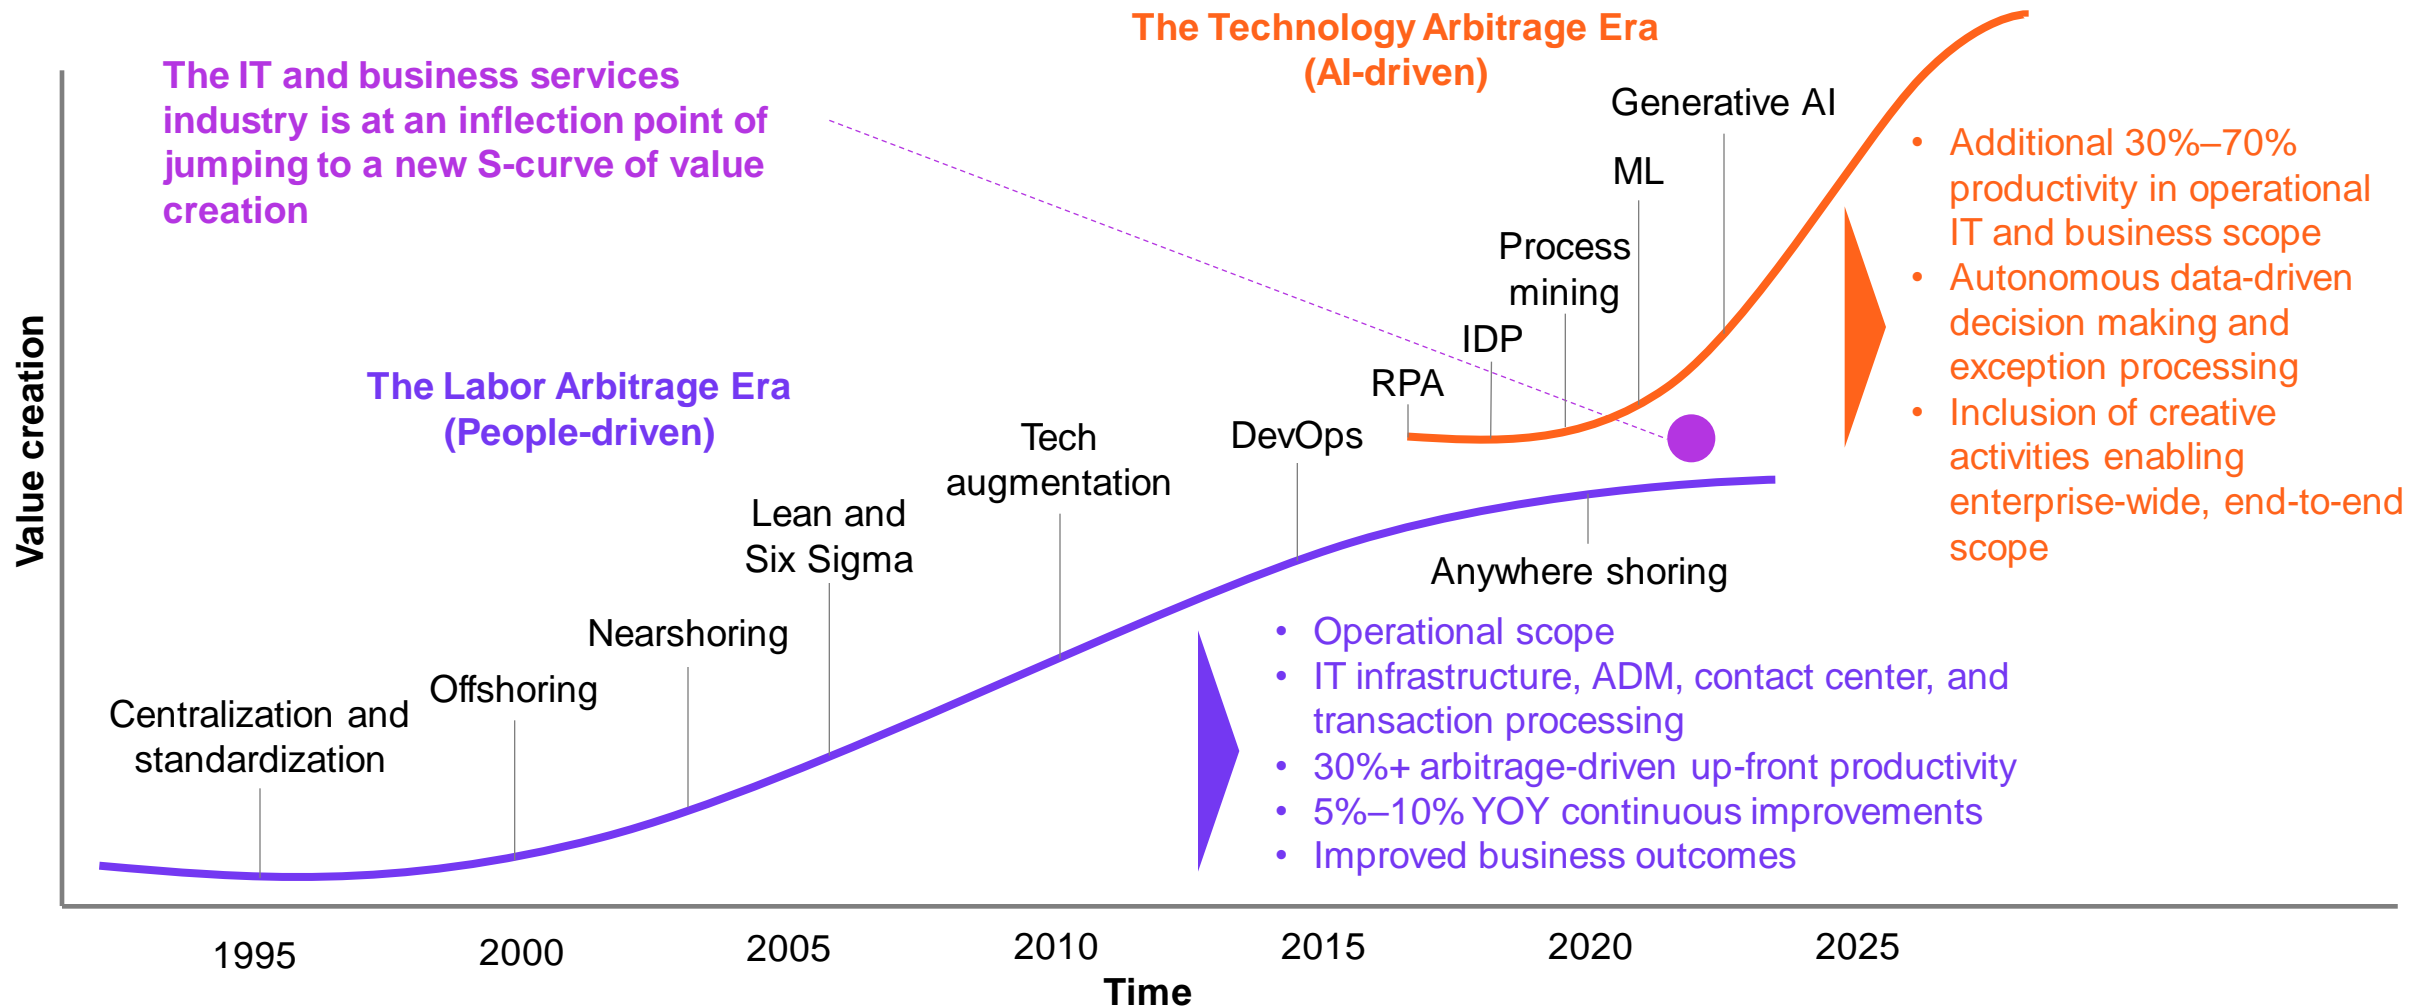 The Technology Arbitrage Era
(AI-driven)
The IT and business services
industry is at an inflection point of
jumping to a new S-curve of value
creation
Generative AI
ML
Process
mining
IDP
RPA
• Additional 30%–70%
productivity in operational
IT and business scope
• Autonomous data-driven
decision making and
exception processing
• Inclusion of creative
activities enabling
enterprise-wide, end-to-end
scope
Value creation
The Labor Arbitrage Era
(People-driven)
DevOps
Tech
augmentation
Lean and
Six Sigma
Nearshoring
Offshoring
Centralization and
standardization
Anywhere shoring
• Operational scope
• IT infrastructure, ADM, contact center, and
transaction processing
• 30%+ arbitrage-driven up-front productivity
• 5%–10% YOY continuous improvements
• Improved business outcomes
1995 2000 2005 2010 2015 2020 2025
Time